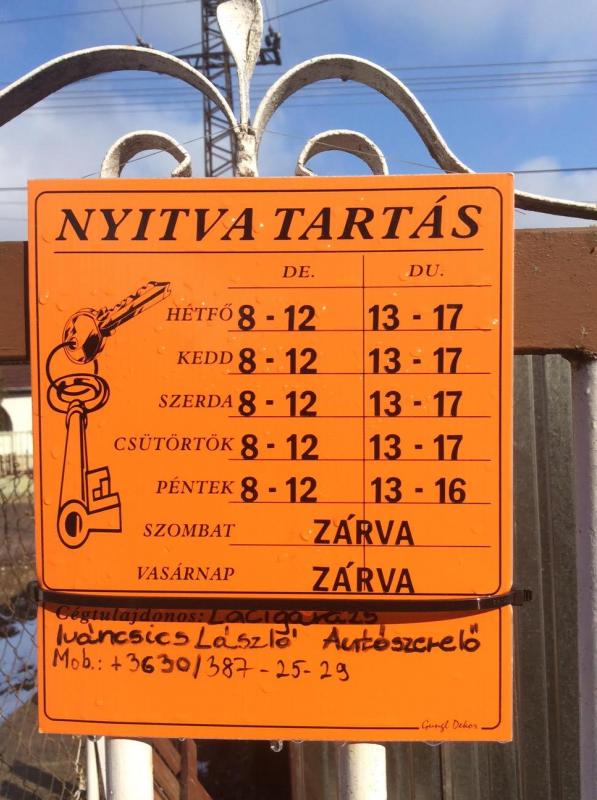 NYITVA TARTÁS
DE. DU.
HÉTFŐ 8 - 12 13 - 17
KEDD 8 - 12 13 - 17
SZERDA 8 - 12 13 - 17
CSÜTÖRTÖK 8 - 12 13 - 17
PÉNTEK 8 - 12 13 - 16
SZOMBAT ZÁRVA
VASÁRNAP ZÁRVA
Cégtulajdonos: Lacigarázs
Iváncsics László Autószerelő
Mob.: +3630/387-25-29
Gungl Dekor